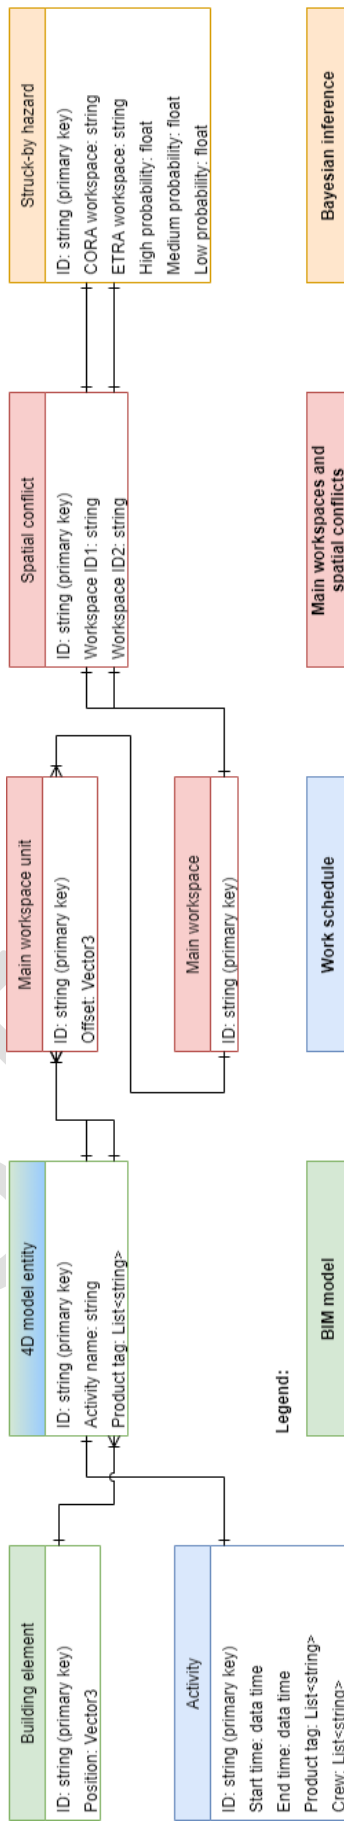 Building element
ID: string (primary key)
Position: Vector3
Activity
ID: string (primary key)
Start time: data time
End time: data time
Product tag: List<string>
Crew: List<string>
4D model entity
ID: string (primary key)
Activity name: string
Product tag: List<string>
Main workspace unit
ID: string (primary key)
Offset: Vector3
Main workspace
ID: string (primary key)
Spatial conflict
ID: string (primary key)
Workspace ID1: string
Workspace ID2: string
Struck-by hazard
ID: string (primary key)
CORA workspace: string
ETRA workspace: string
High probability: float
Medium probability: float
Low probability: float
Legend:
BIM model
Work schedule
Main workspaces and
spatial conflicts
Bayesian inference